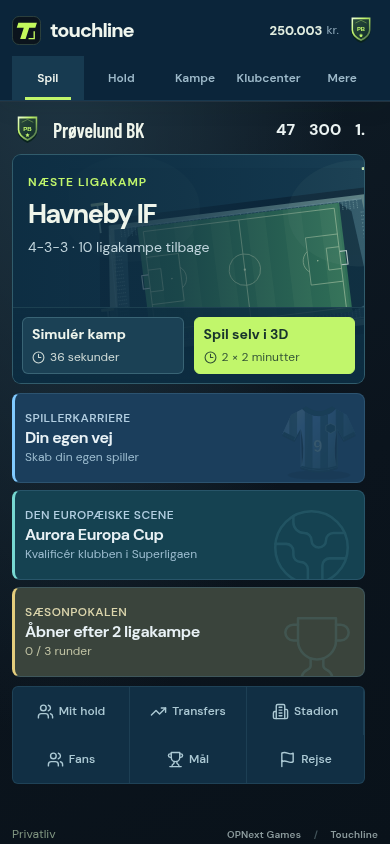 touchline
250.003 kr.
Spil Hold Kampe Klubcenter Mere
PB Prøvelund BK 47 300 1.
NÆSTE LIGAKAMP
Havneby IF
4-3-3 · 10 ligakampe tilbage
Simulér kamp
36 sekunder
Spil selv i 3D
2 × 2 minutter
SPILLERKARRIERE
Din egen vej
Skab din egen spiller
9
DEN EUROPÆISKE SCENE
Aurora Europa Cup
Kvalificér klubben i Superligaen
SÆSONPOKALEN
Åbner efter 2 ligakampe
0 / 3 runder
Mit hold Transfers Stadion
Fans Mål Rejse
Privatliv OPNext Games / Touchline